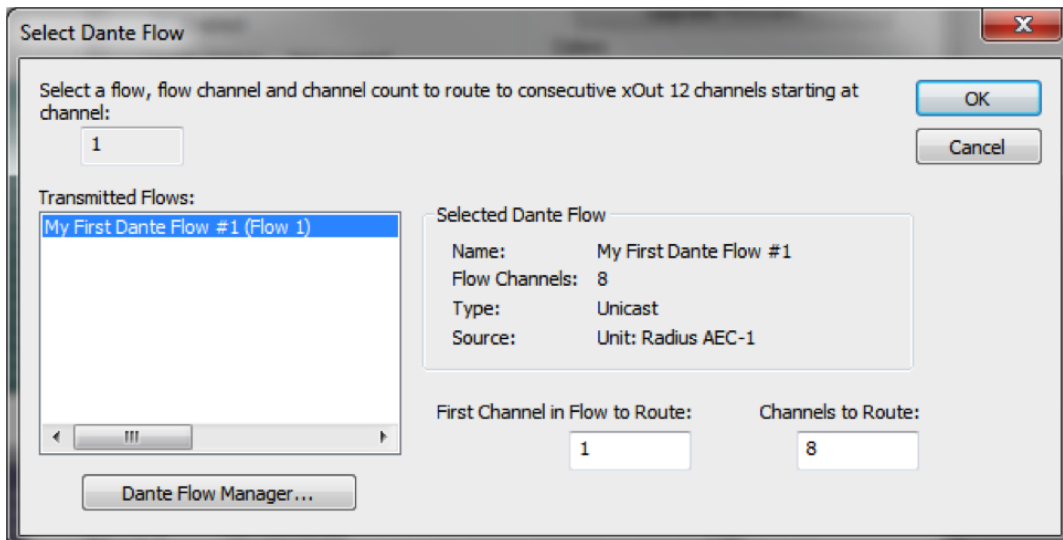 Select Dante Flow
Select a flow, flow channel and channel count to route to consecutive xOut 12 channels starting at
channel:
1
OK
Cancel
Transmitted Flows:
My First Dante Flow #1 (Flow 1)
Selected Dante Flow
Name: My First Dante Flow #1
Flow Channels: 8
Type: Unicast
Source: Unit: Radius AEC-1
First Channel in Flow to Route: Channels to Route:
1 8
Dante Flow Manager...